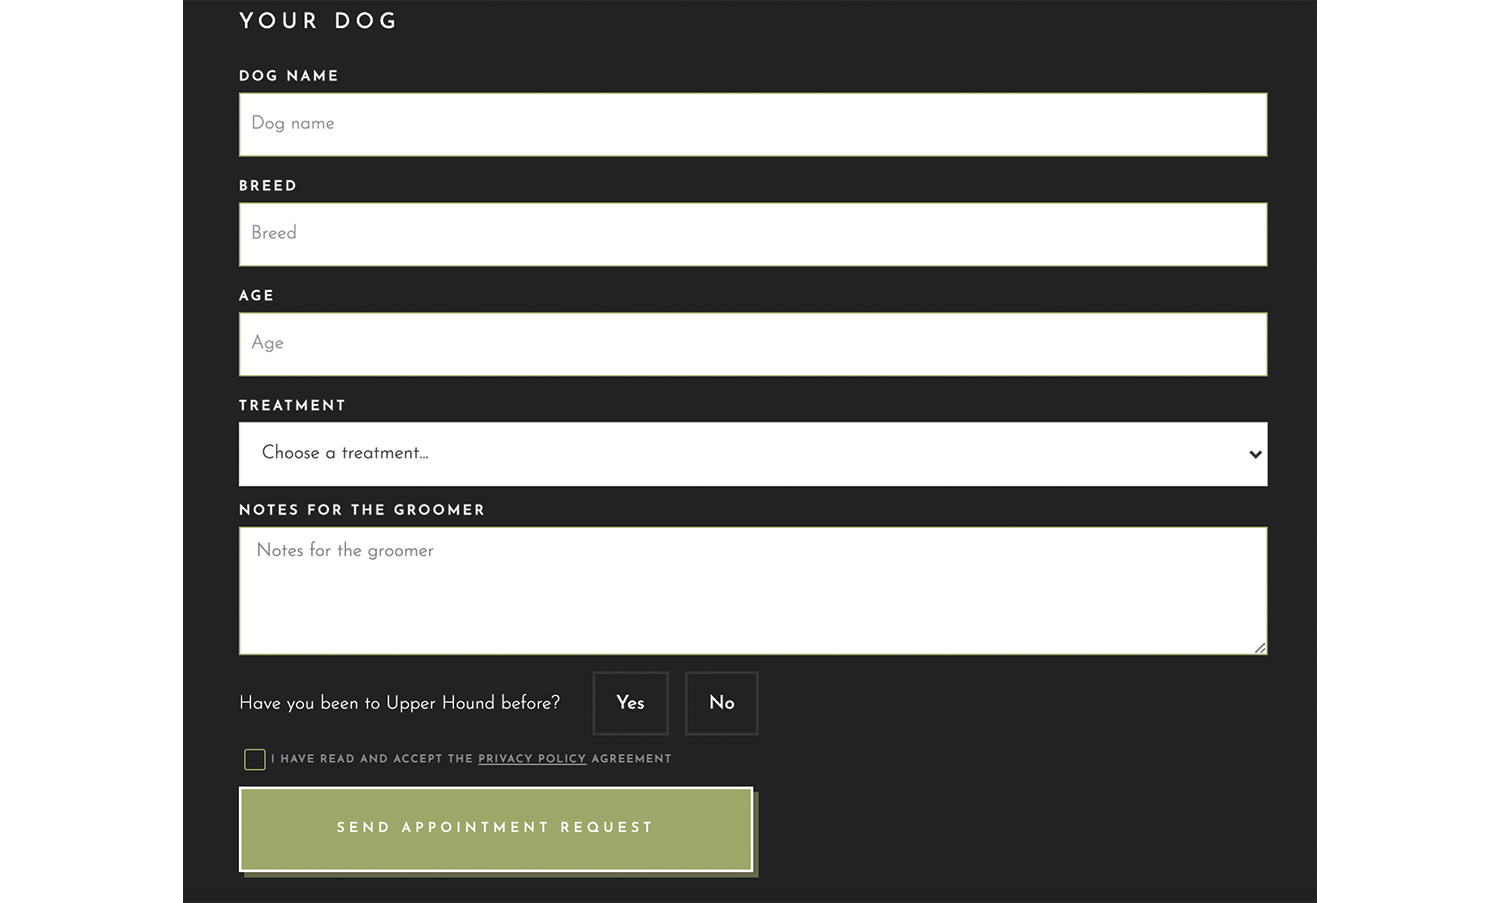 YOUR DOG
DOG NAME
Dog name
BREED
Breed
AGE
Age
TREATMENT
Choose a treatment...
NOTES FOR THE GROOMER
Notes for the groomer
Have you been to Upper Hound before? Yes No
I HAVE READ AND ACCEPT THE PRIVACY POLICY AGREEMENT
SEND APPOINTMENT REQUEST